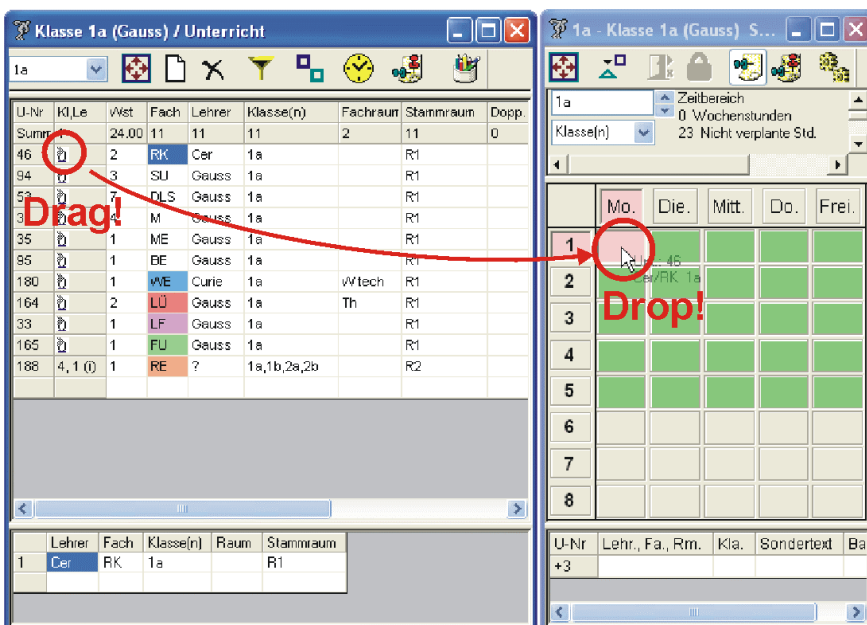 Klasse 1a (Gauss) / Unterricht
1a
U-Nr Kl,Le Wst Fach Lehrer Klasse(n) Fachraum Stammraum Dopp.
Summ 24.00 11 11 11 2 11 0
46 2 RK Cer 1a R1
94 3 SU Gauss 1a R1
53 7 DLS Gauss 1a R1
3 4 M Gauss 1a R1
35 1 ME Gauss 1a R1
95 1 BE Gauss 1a R1
180 1 WE Curie 1a Wtech R1
164 2 LÜ Gauss 1a Th R1
33 1 LF Gauss 1a R1
165 1 FU Gauss 1a R1
188 4, 1 (i) 1 RE ? 1a,1b,2a,2b R2
Drag!
Lehrer Fach Klasse(n) Raum Stammraum
1 Cer RK 1a R1
1a - Klasse 1a (Gauss) S...
1a
Klasse(n)
Zeitbereich
0 Wochenstunden
23 Nicht verplante Std.
Mo. Die. Mitt. Do. Frei.
1
2
3
4
5
6
7
8
: 46
Cer/RK 1a
Drop!
U-Nr Lehr., Fa., Rm. Kla. Sondertext Ba
+3